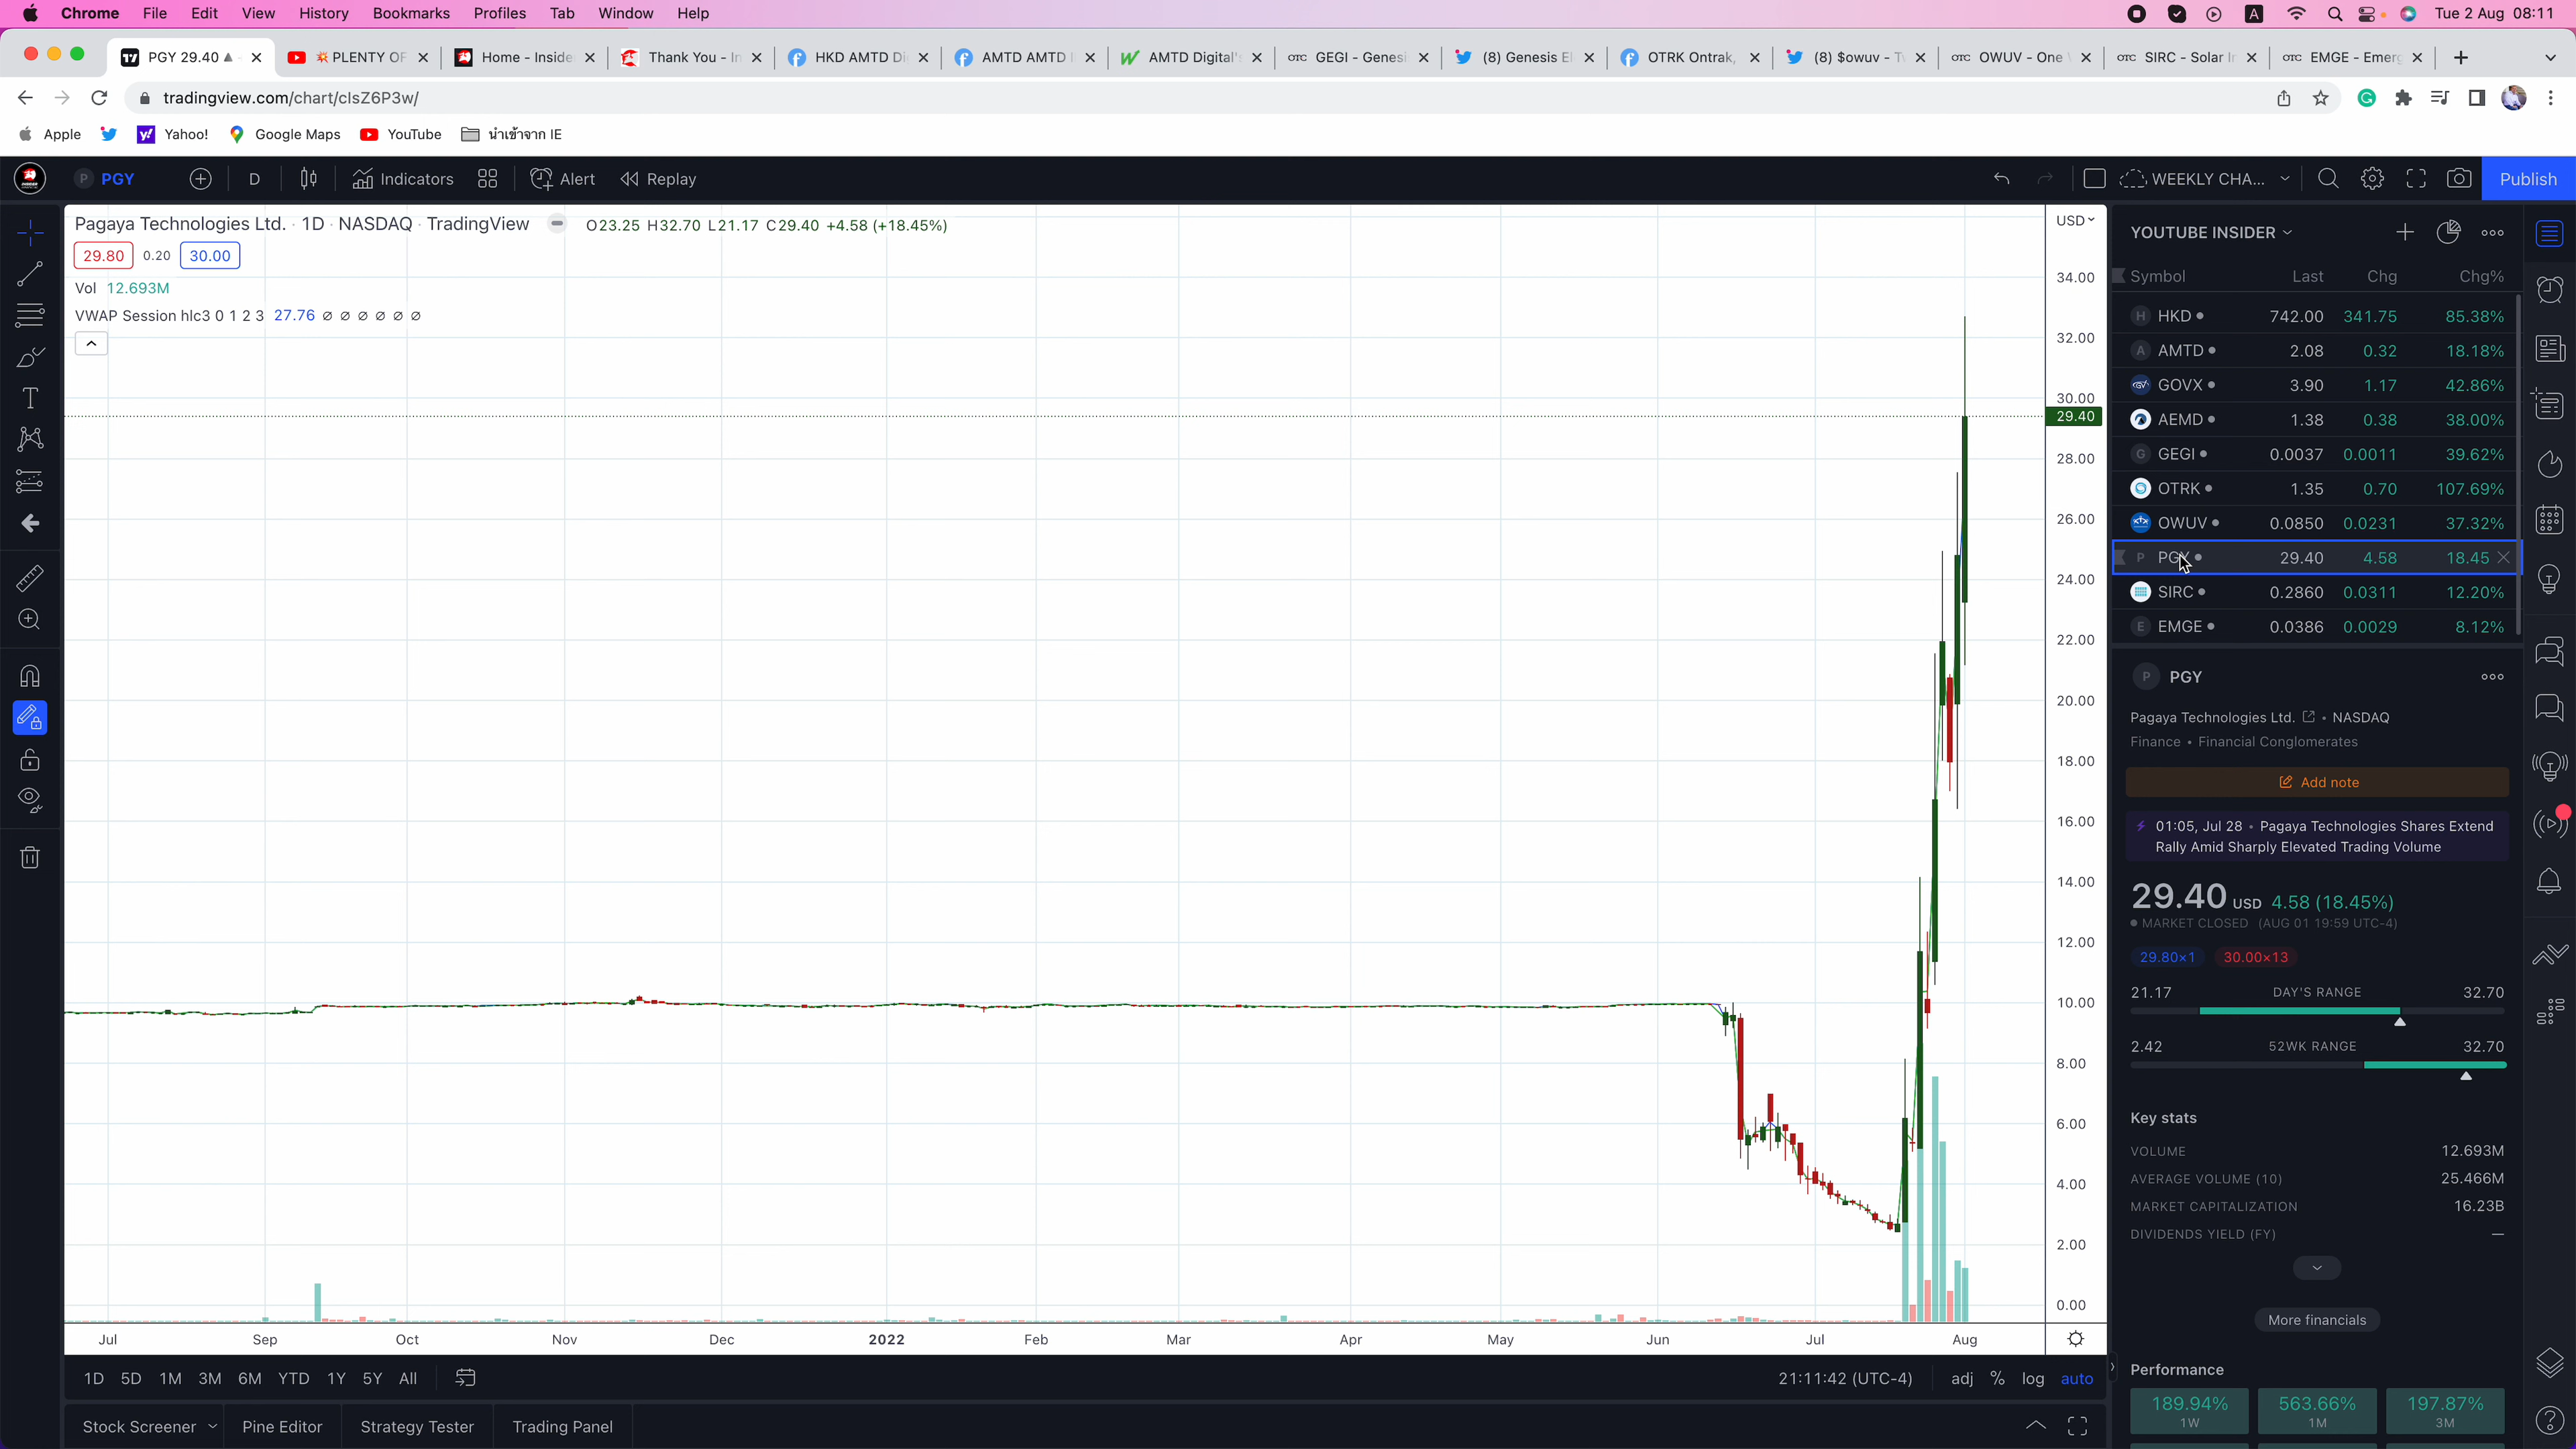 Chrome File Edit View History Bookmarks Profiles Tab Window Help A Tue 2 Aug 08:11
PGY 29.40 ▲ PLENTY OF Home - Inside Thank You - In HKD AMTD Di AMTD AMTD I AMTD Digital's OTC GEGI - Genesi (8) Genesis El OTRK Ontrak, (8) $owuv - Tw OTC OWUV - One W OTC SIRC - Solar In OTC EMGE - Emerg
tradingview.com/chart/
Apple Yahoo! Google Maps YouTube นำเข้าจาก IE
P PGY D Indicators Alert Replay WEEKLY CHA... Publish
Pagaya Technologies Ltd. · 1D · NASDAQ · TradingView O23.25 H32.70 L21.17 C29.40 +4.58 (+18.45%)
29.80 0.20 30.00
Vol 12.693M
VWAP Session hlc3 0 1 2 3 27.76 ∅ ∅ ∅ ∅ ∅ ∅
USD
34.00
32.00
30.00
29.40
28.00
26.00
24.00
22.00
20.00
18.00
16.00
14.00
12.00
10.00
8.00
6.00
4.00
2.00
0.00
Jul Sep Oct Nov Dec 2022 Feb Mar Apr May Jun Jul Aug
1D 5D 1M 3M 6M YTD 1Y 5Y All 21:11:42 (UTC-4) adj % log auto
Stock Screener Pine Editor Strategy Tester Trading Panel
YOUTUBE INSIDER
Symbol Last Chg Chg%
H HKD 742.00 341.75 85.38%
A AMTD 2.08 0.32 18.18%
GOVX 3.90 1.17 42.86%
AEMD 1.38 0.38 38.00%
G GEGI 0.0037 0.0011 39.62%
OTRK 1.35 0.70 107.69%
OWUV 0.0850 0.0231 37.32%
P PGY 29.40 4.58 18.45
SIRC 0.2860 0.0311 12.20%
E EMGE 0.0386 0.0029 8.12%
P PGY
Pagaya Technologies Ltd. • NASDAQ
Finance • Financial Conglomerates
Add note
01:05, Jul 28 • Pagaya Technologies Shares Extend
Rally Amid Sharply Elevated Trading Volume
29.40 USD 4.58 (18.45%)
MARKET CLOSED (AUG 01 19:59 UTC-4)
29.80×1 30.00×13
21.17 DAY'S RANGE 32.70
2.42 52WK RANGE 32.70
Key stats
VOLUME 12.693M
AVERAGE VOLUME (10) 25.466M
MARKET CAPITALIZATION 16.23B
DIVIDENDS YIELD (FY) —
More financials
Performance
189.94% 563.66% 197.87%
1W 1M 3M